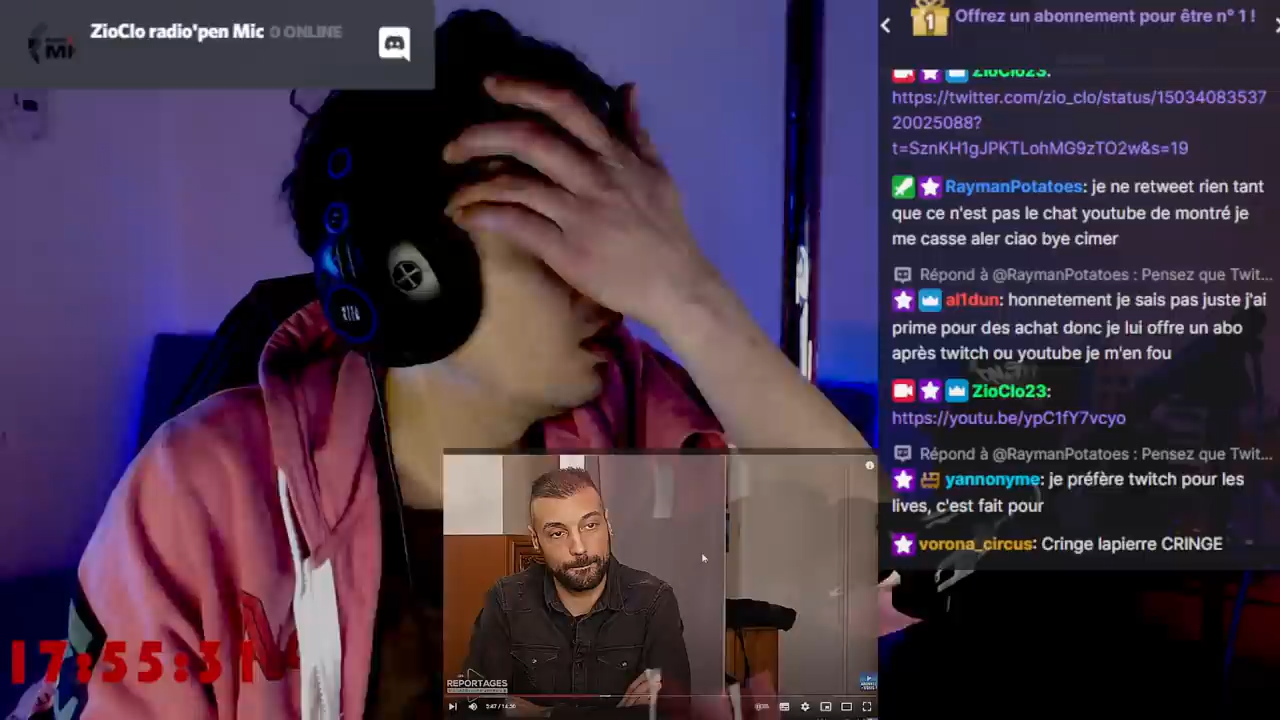 ZioClo radio'pen Mic 0 ONLINE
Offrez un abonnement pour être n° 1 !
1
ZioClo23:
https://twitter.com/zio_clo/status/15034083537
20025088?
t=SznKH1gJPKTLohMG9zTO2w&s=19
RaymanPotatoes: je ne retweet rien tant
que ce n'est pas le chat youtube de montré je
me casse aler ciao bye cimer
Répond à @RaymanPotatoes : Pensez que Twit...
al1dun: honnetement je sais pas juste j'ai
prime pour des achat donc je lui offre un abo
après twitch ou youtube je m'en fou
ZioClo23:
https://youtu.be/ypC1fY7vcyo
Répond à @RaymanPotatoes : Pensez que Twit...
yannonyme: je préfère twitch pour les
lives, c'est fait pour
vorona_circus: Cringe lapierre CRINGE
17:55:31
REPORTAGES